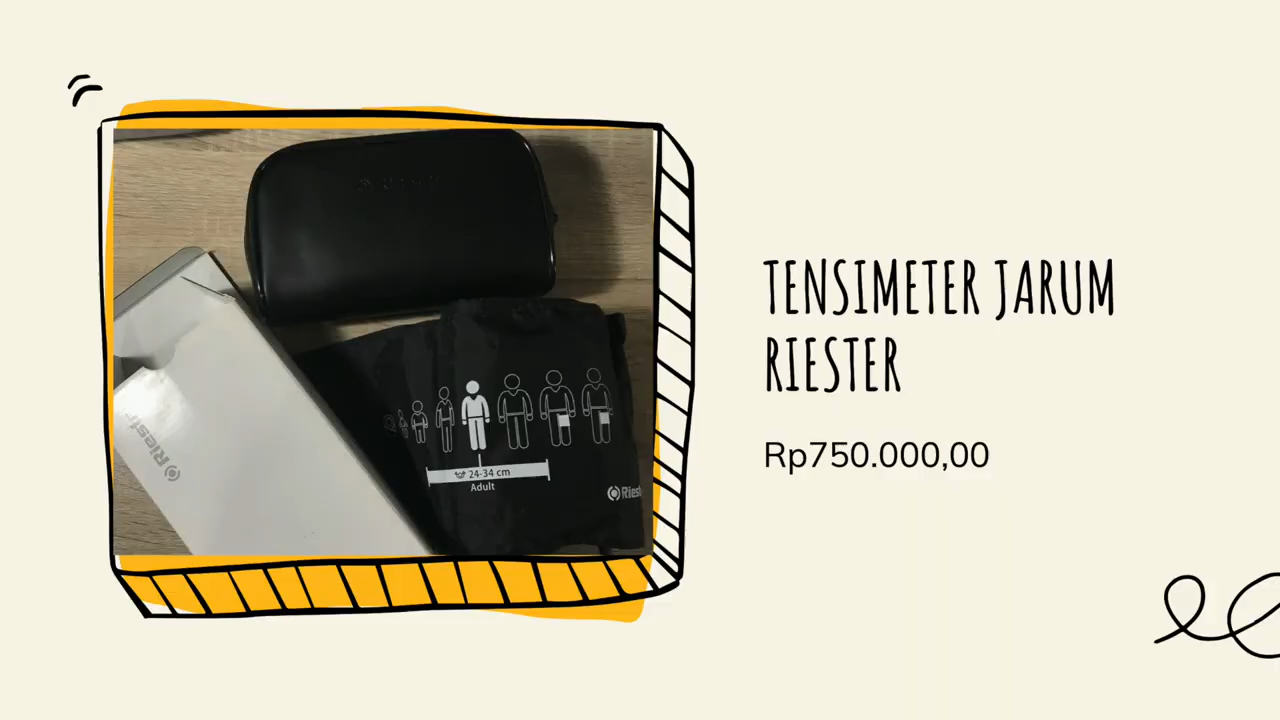 TENSIMETER JARUM
RIESTER
Rp750.000,00
Riester
24-34 cm
Adult